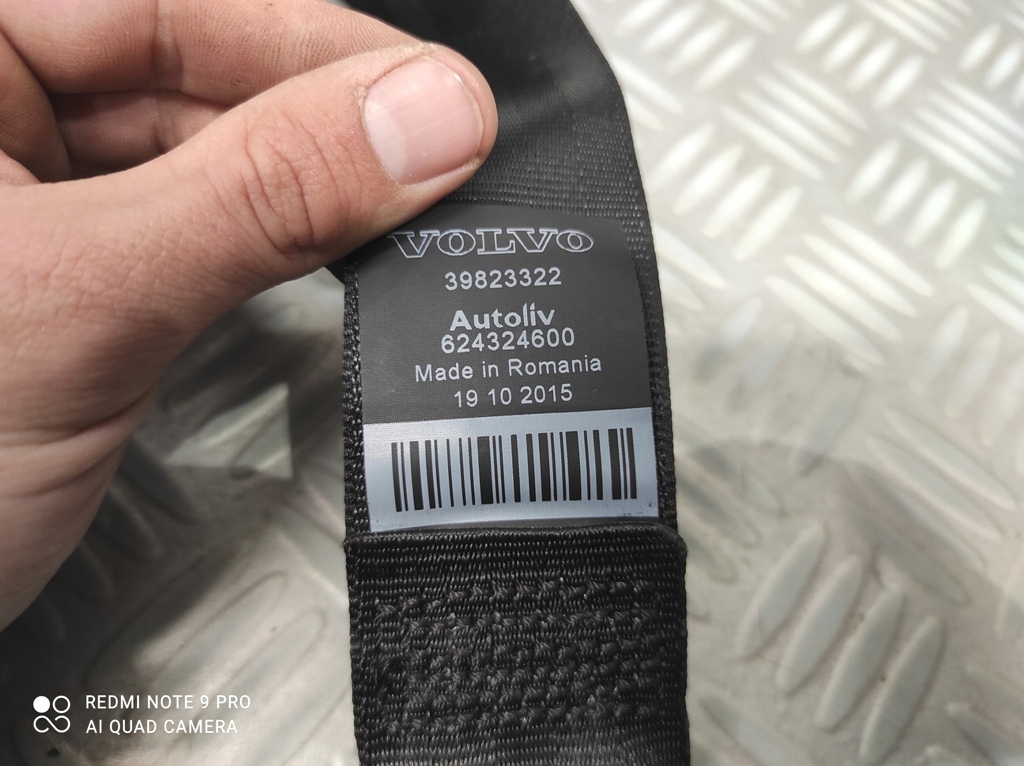 VOLVO
39823322
Autoliv
624324600
Made in Romania
19 10 2015
REDMI NOTE 9 PRO
AI QUAD CAMERA